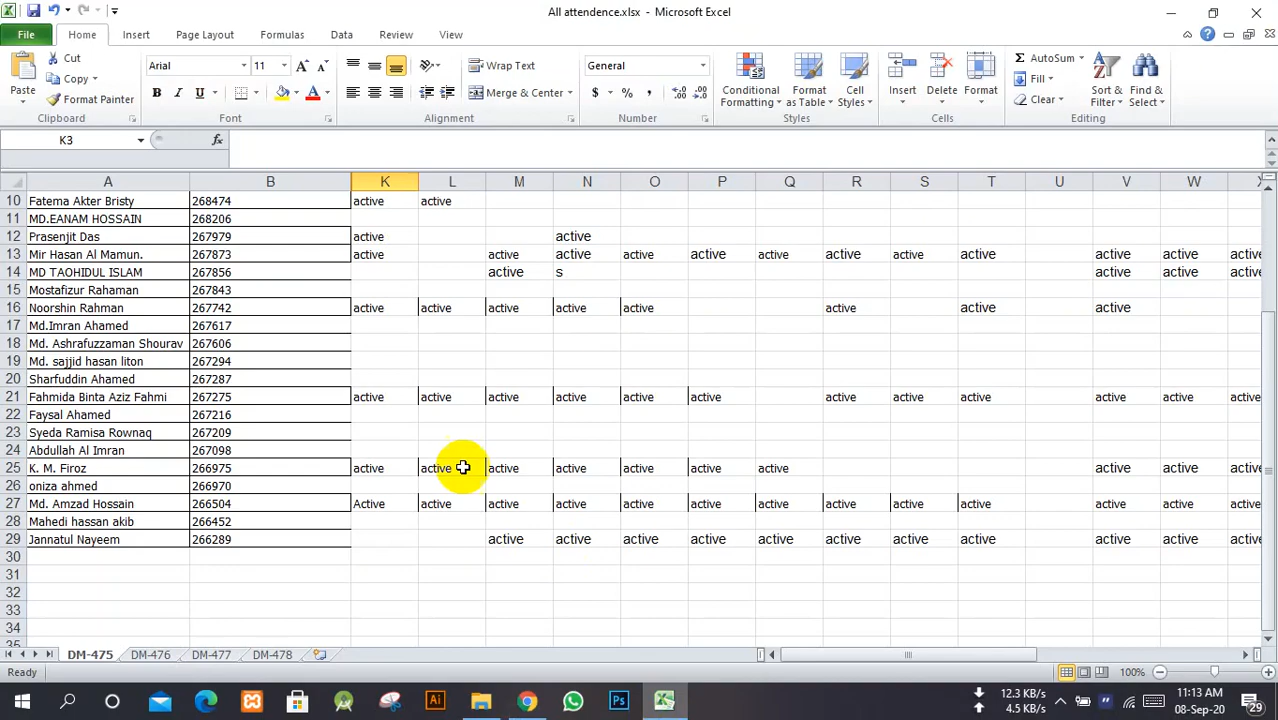 All attendence.xlsx - Microsoft Excel
File Home Insert Page Layout Formulas Data Review View
Paste Cut Copy Format Painter Clipboard
Arial 11 B I U A Font
Wrap Text Merge & Center Alignment
General $ % , Number
Conditional Formatting Format as Table Cell Styles Styles
Insert Delete Format Cells
Σ AutoSum Fill Clear Sort & Filter Find & Select Editing
K3 fx
A B K L M N O P Q R S T U V W X
10 Fatema Akter Bristy 268474 active active
11 MD.EANAM HOSSAIN 268206
12 Prasenjit Das 267979 active active
13 Mir Hasan Al Mamun. 267873 active active active active active active active active active active active active
14 MD TAOHIDUL ISLAM 267856 active s active active active
15 Mostafizur Rahaman 267843
16 Noorshin Rahman 267742 active active active active active active active active
17 Md.Imran Ahamed 267617
18 Md. Ashrafuzzaman Shourav 267606
19 Md. sajjid hasan liton 267294
20 Sharfuddin Ahamed 267287
21 Fahmida Binta Aziz Fahmi 267275 active active active active active active active active active active active active
22 Faysal Ahamed 267216
23 Syeda Ramisa Rownaq 267209
24 Abdullah Al Imran 267098
25 K. M. Firoz 266975 active active active active active active active active active active
26 oniza ahmed 266970
27 Md. Amzad Hossain 266504 Active active active active active active active active active active active active active
28 Mahedi hassan akib 266452
29 Jannatul Nayeem 266289 active active active active active active active active active active active
30
31
32
33
34
35
DM-475 DM-476 DM-477 DM-478
Ready 100%
Ai Ps 12.3 KB/s 4.5 KB/s 11:13 AM 08-Sep-20 29